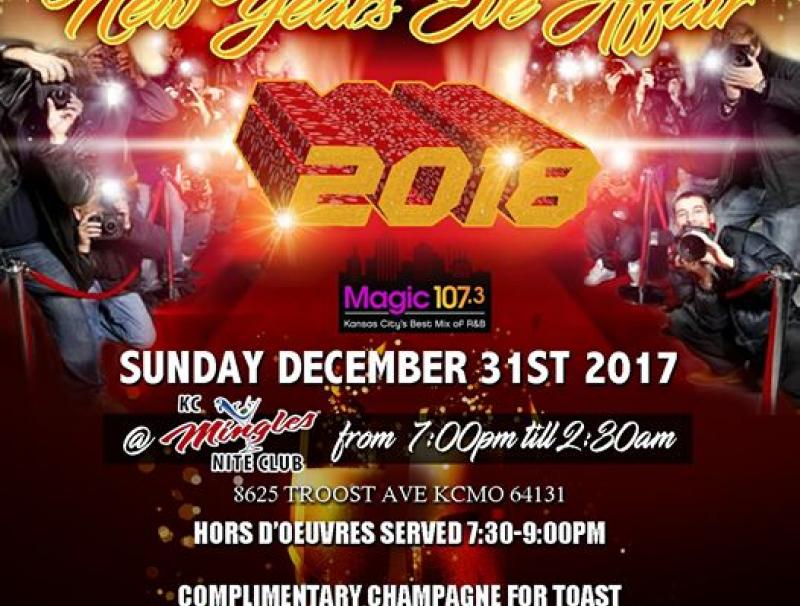 New Years Eve Affair
2018
Magic 107.3
Kansas City's Best Mix of R&B
SUNDAY DECEMBER 31ST 2017
@ KC Mingles NITE CLUB from 7:00pm till 2:30am
8625 TROOST AVE KCMO 64131
HORS D'OEUVRES SERVED 7:30-9:00PM
COMPLIMENTARY CHAMPAGNE FOR TOAST